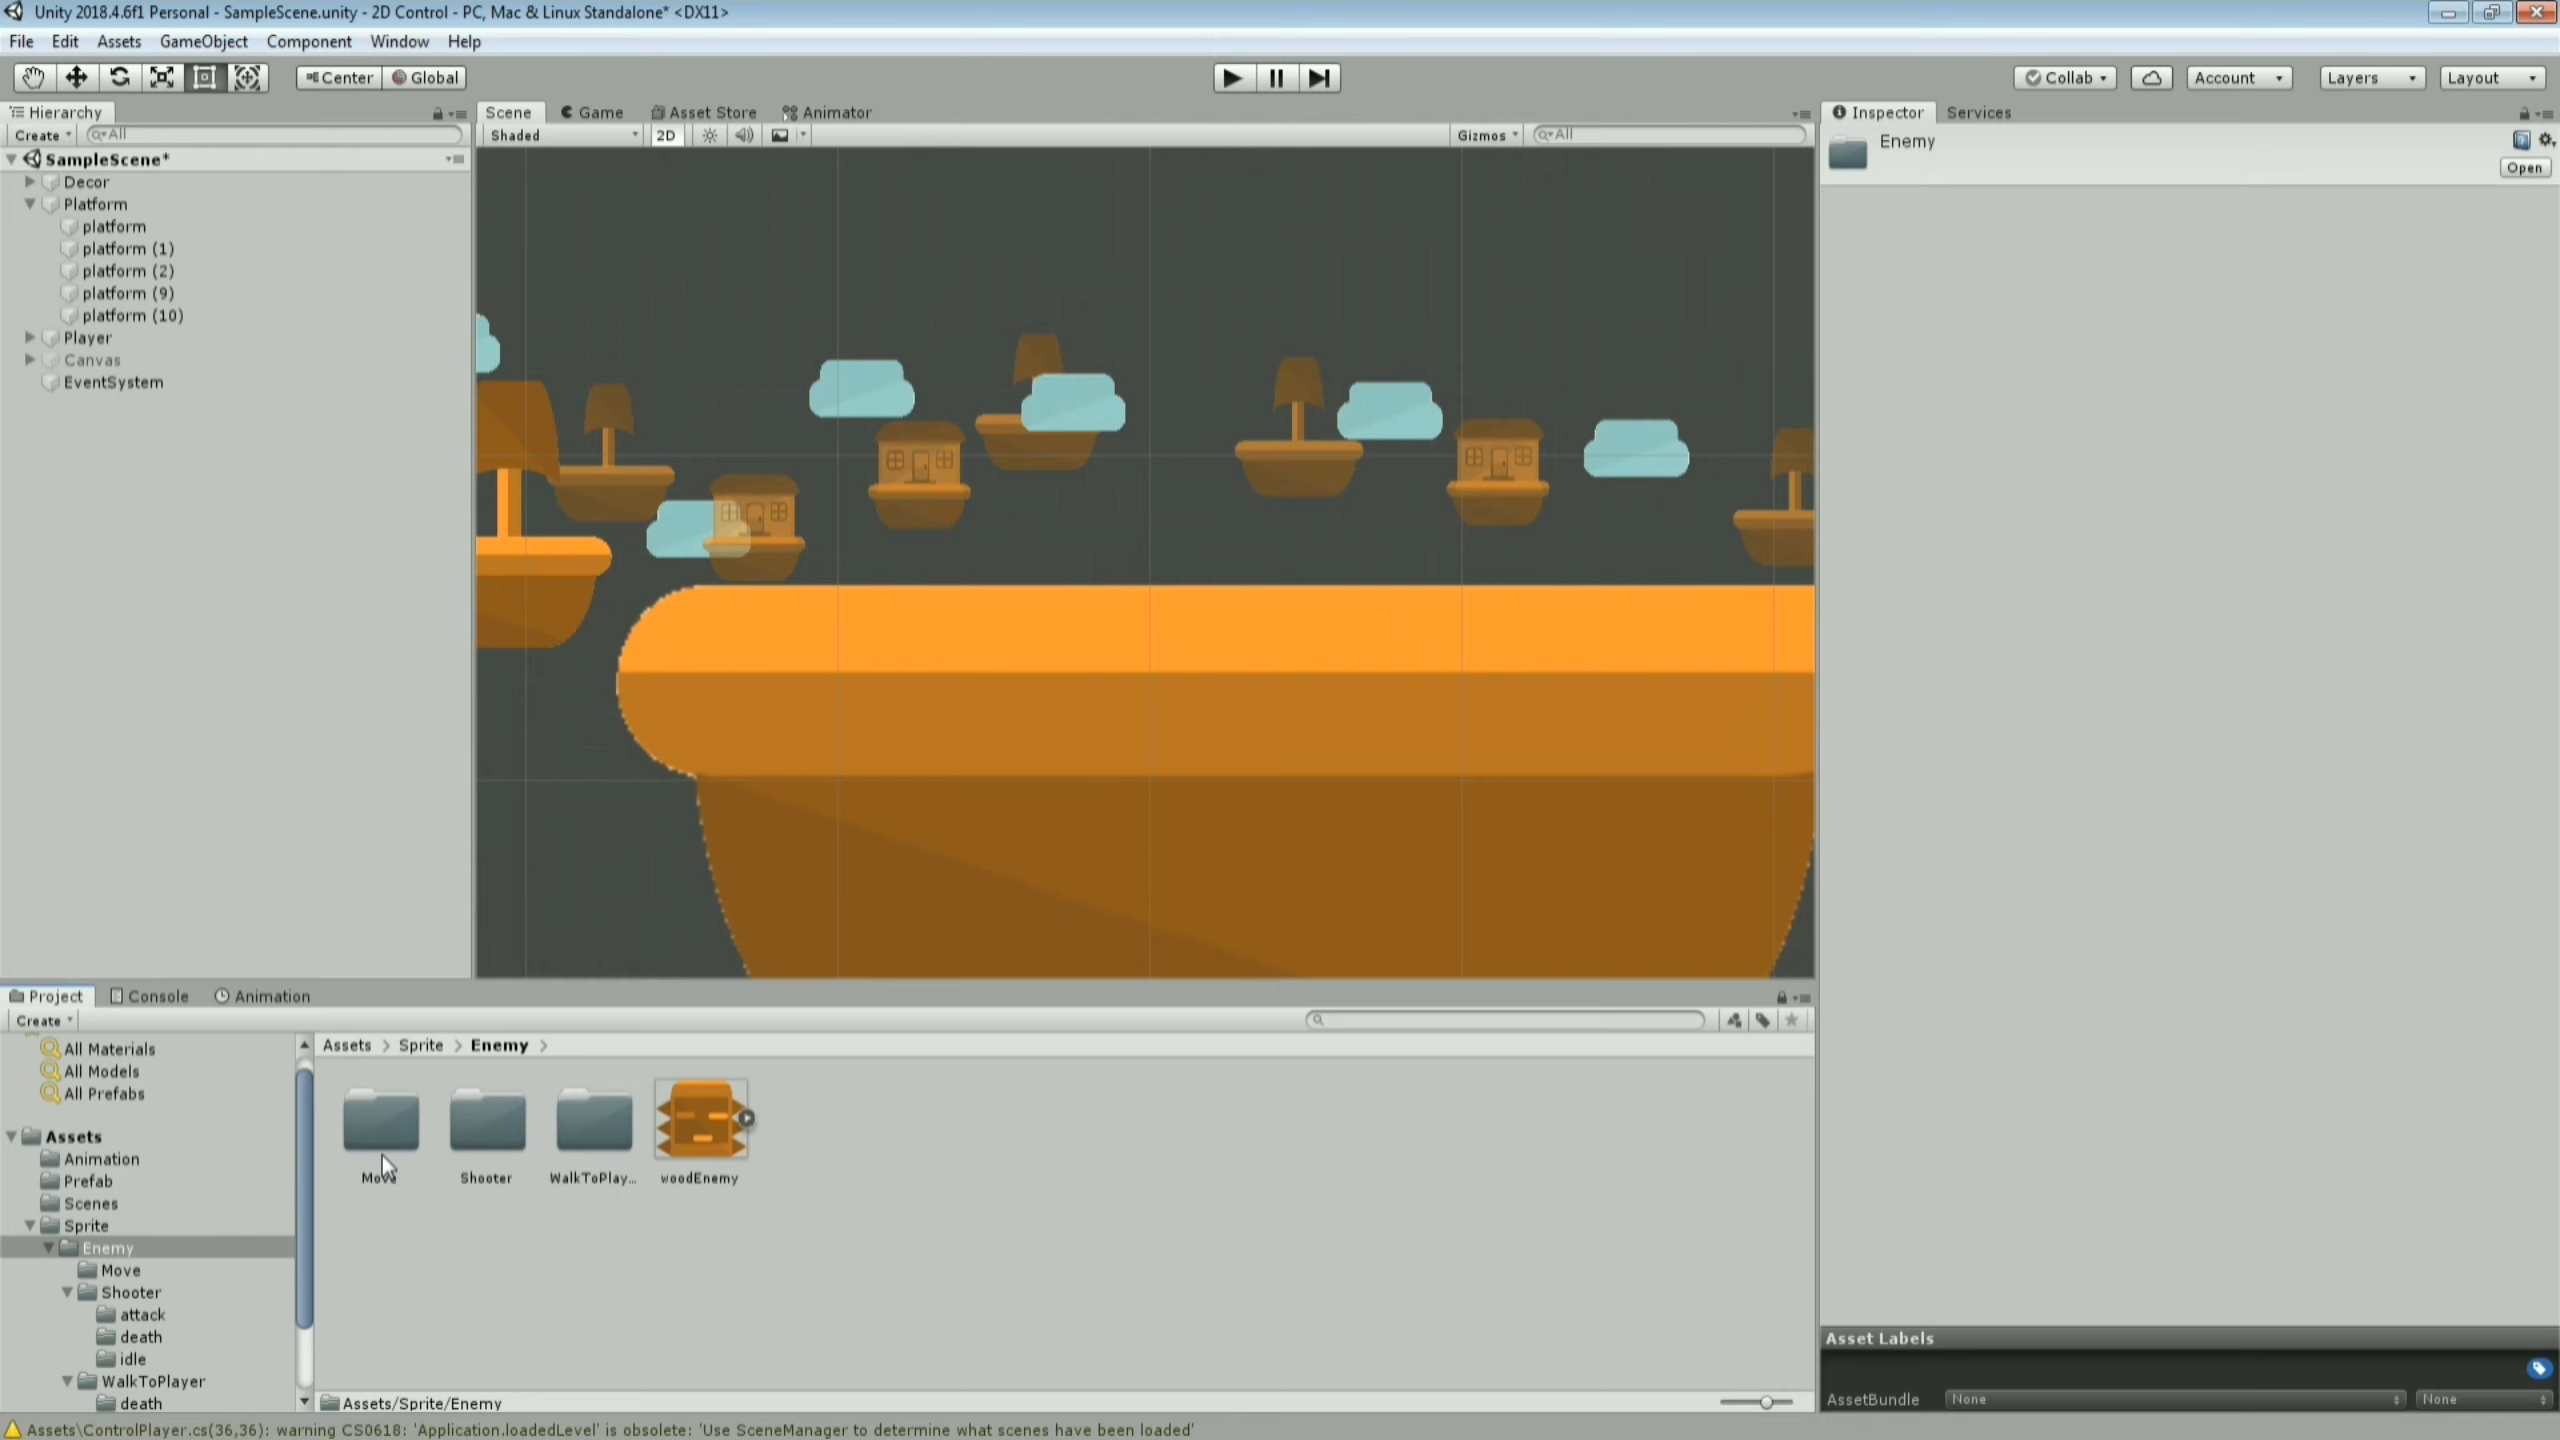 Unity 2018.4.6f1 Personal - SampleScene.unity - 2D Control - PC, Mac & Linux Standalone* <DX11>
File Edit Assets GameObject Component Window Help
Center Global Collab Account Layers Layout
Hierarchy
Create All
SampleScene*
Decor
Platform
platform
platform (1)
platform (2)
platform (9)
platform (10)
Player
Canvas
EventSystem
Scene Game Asset Store Animator
Shaded 2D Gizmos All
Inspector Services
Enemy
Open
Project Console Animation
Create
All Materials
All Models
All Prefabs
Assets
Animation
Prefab
Scenes
Sprite
Enemy
Move
Shooter
attack
death
idle
WalkToPlayer
death
Assets > Sprite > Enemy >
Move Shooter WalkToPlay... woodEnemy
Assets/Sprite/Enemy
Asset Labels
AssetBundle None None
Assets\ControlPlayer.cs(36,36): warning CS0618: 'Application.loadedLevel' is obsolete: 'Use SceneManager to determine what scenes have been loaded'